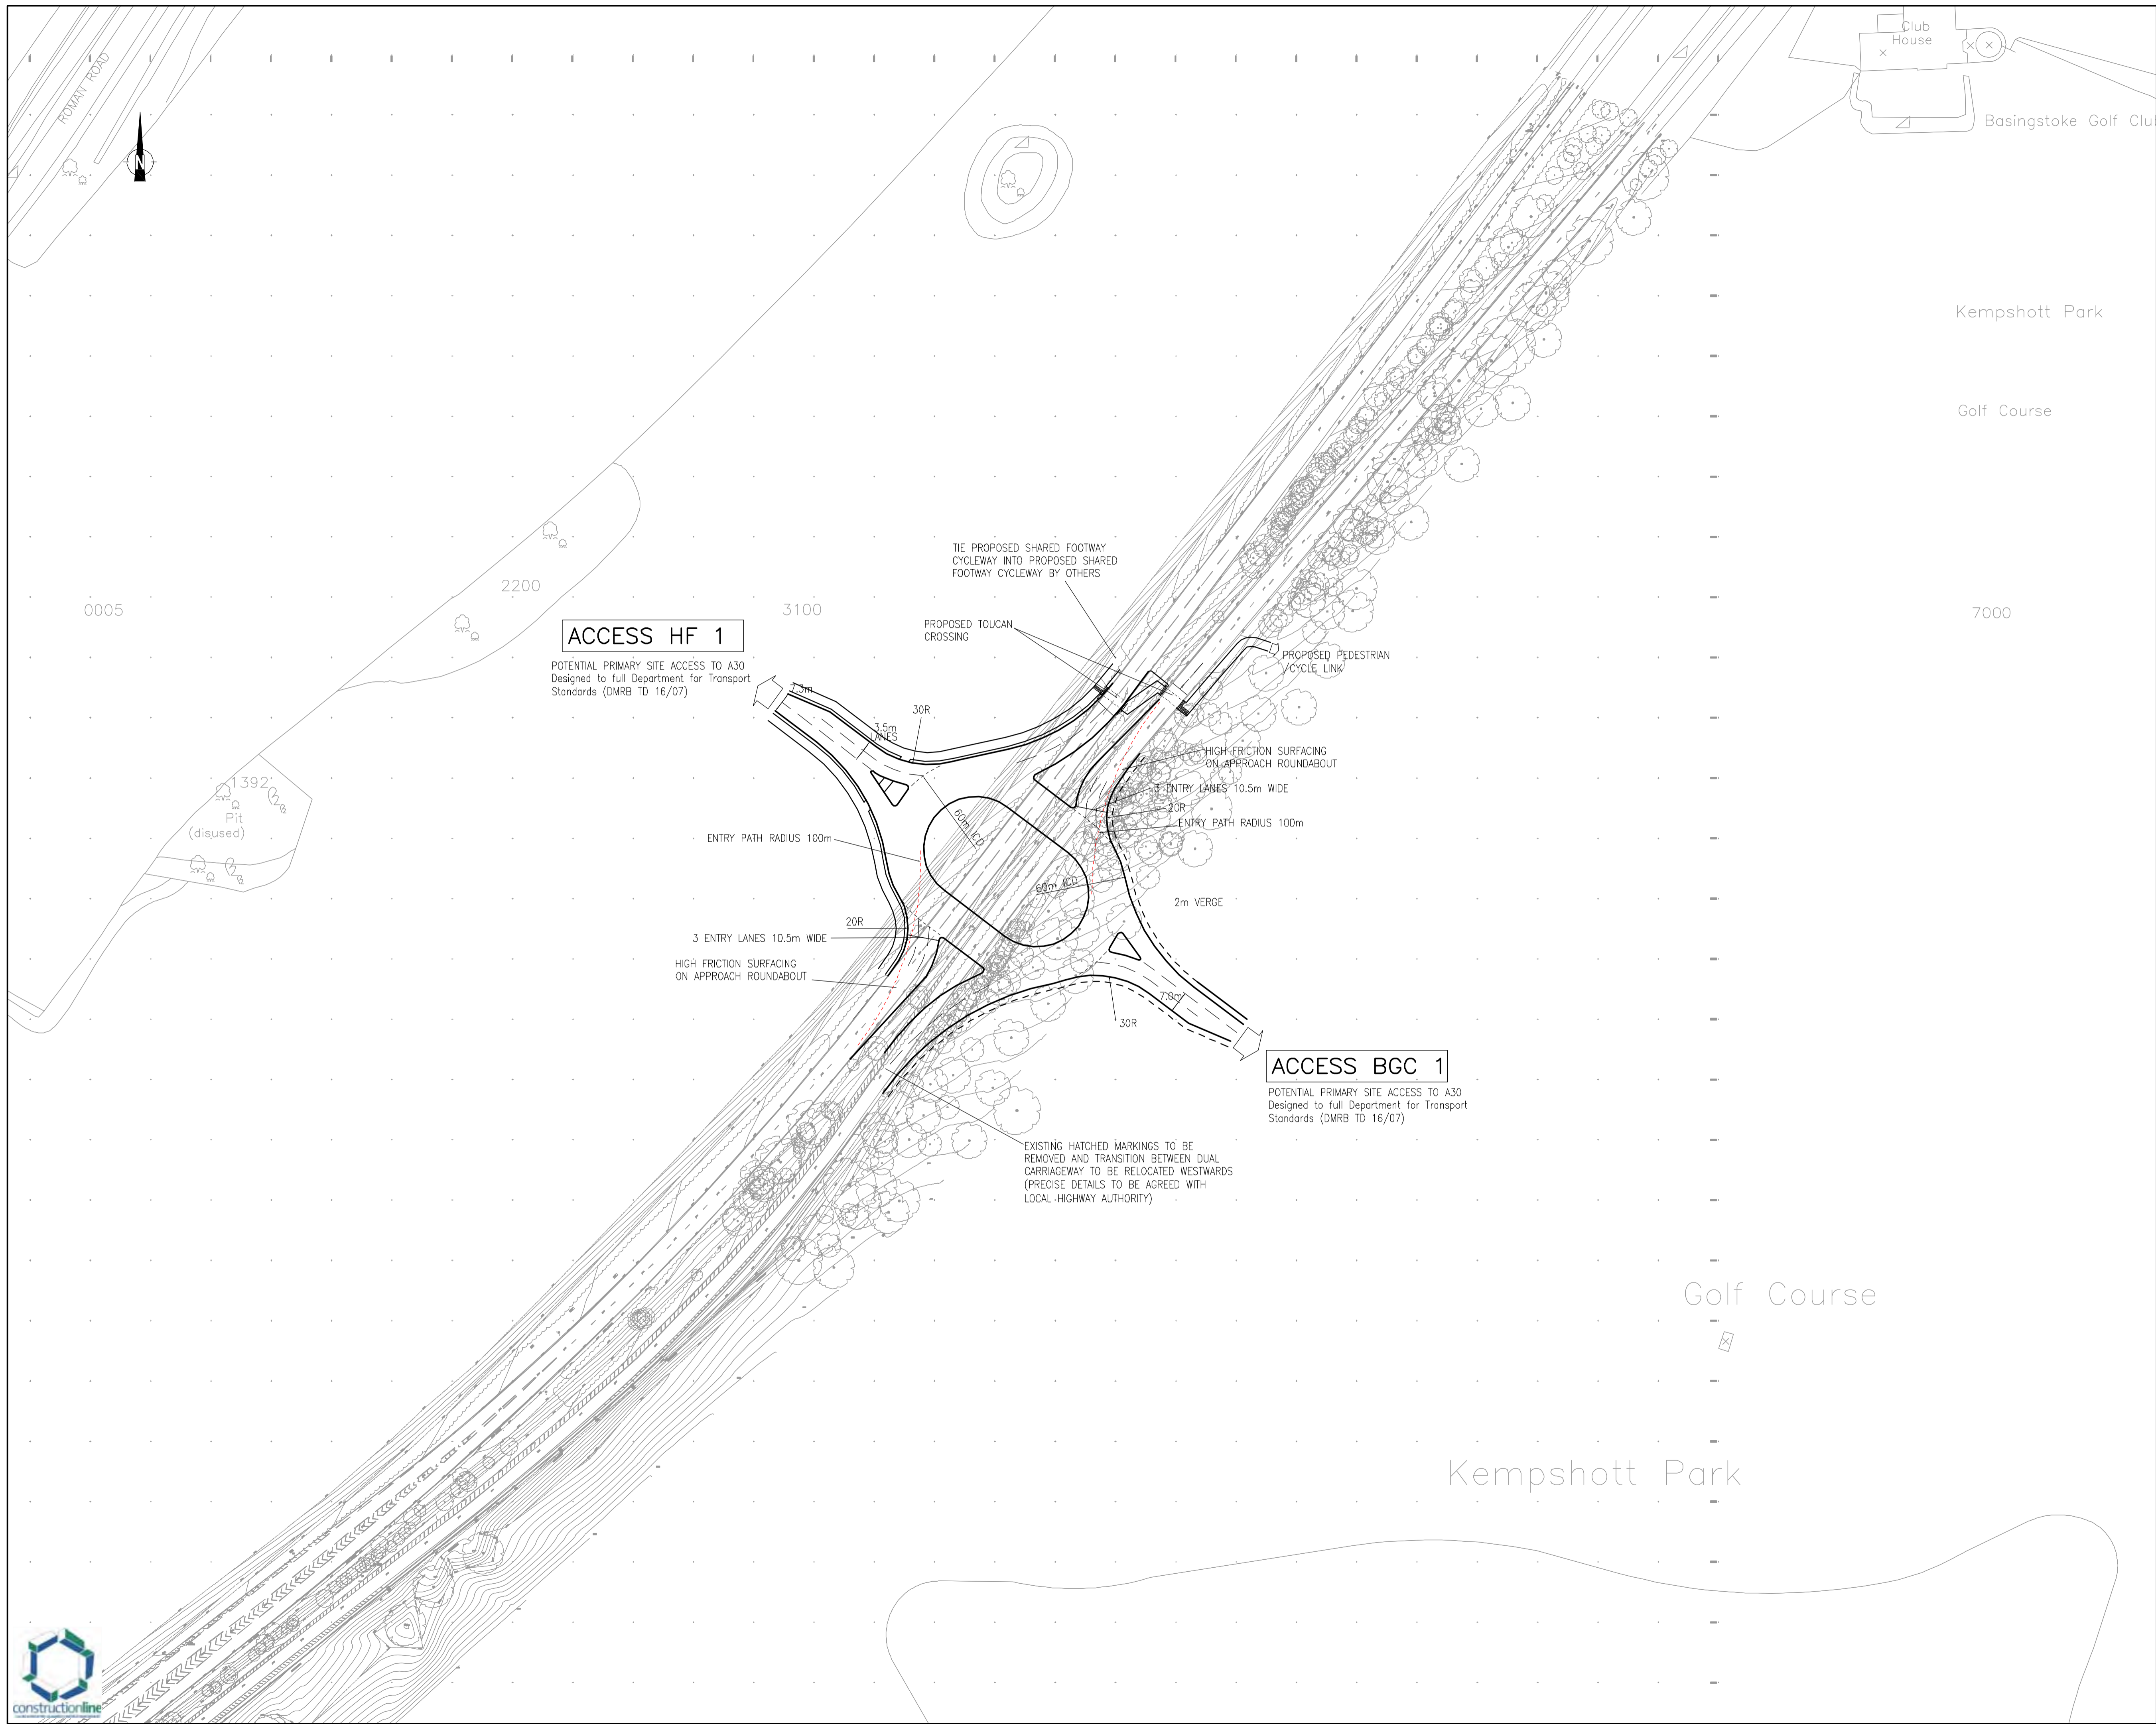 Club
House
ROMAN ROAD
N
Basingstoke Golf Clu
Kempshott Park
Golf Course
TIE PROPOSED SHARED FOOTWAY
CYCLEWAY INTO PROPOSED SHARED
FOOTWAY CYCLEWAY BY OTHERS
2200
0005
3100
7000
PROPOSED TOUCAN
CROSSING
ACCESS HF 1
POTENTIAL PRIMARY SITE ACCESS TO A30
Designed to full Department for Transport
Standards (DMRB TD 16/07)
PROPOSED PEDESTRIAN
/CYCLE LINK
7.3m
30R
3.5m
LANES
HIGH FRICTION SURFACING
ON APPROACH ROUNDABOUT
1392
Pit
(disused)
3 ENTRY LANES 10.5m WIDE
20R
ENTRY PATH RADIUS 100m
60m ICD
ENTRY PATH RADIUS 100m
60m ICD
2m VERGE
20R
3 ENTRY LANES 10.5m WIDE
HIGH FRICTION SURFACING
ON APPROACH ROUNDABOUT
7.0m
30R
ACCESS BGC 1
POTENTIAL PRIMARY SITE ACCESS TO A30
Designed to full Department for Transport
Standards (DMRB TD 16/07)
EXISTING HATCHED MARKINGS TO BE
REMOVED AND TRANSITION BETWEEN DUAL
CARRIAGEWAY TO BE RELOCATED WESTWARDS
(PRECISE DETAILS TO BE AGREED WITH
LOCAL HIGHWAY AUTHORITY)
Golf Course
Kempshott Park
constructionline